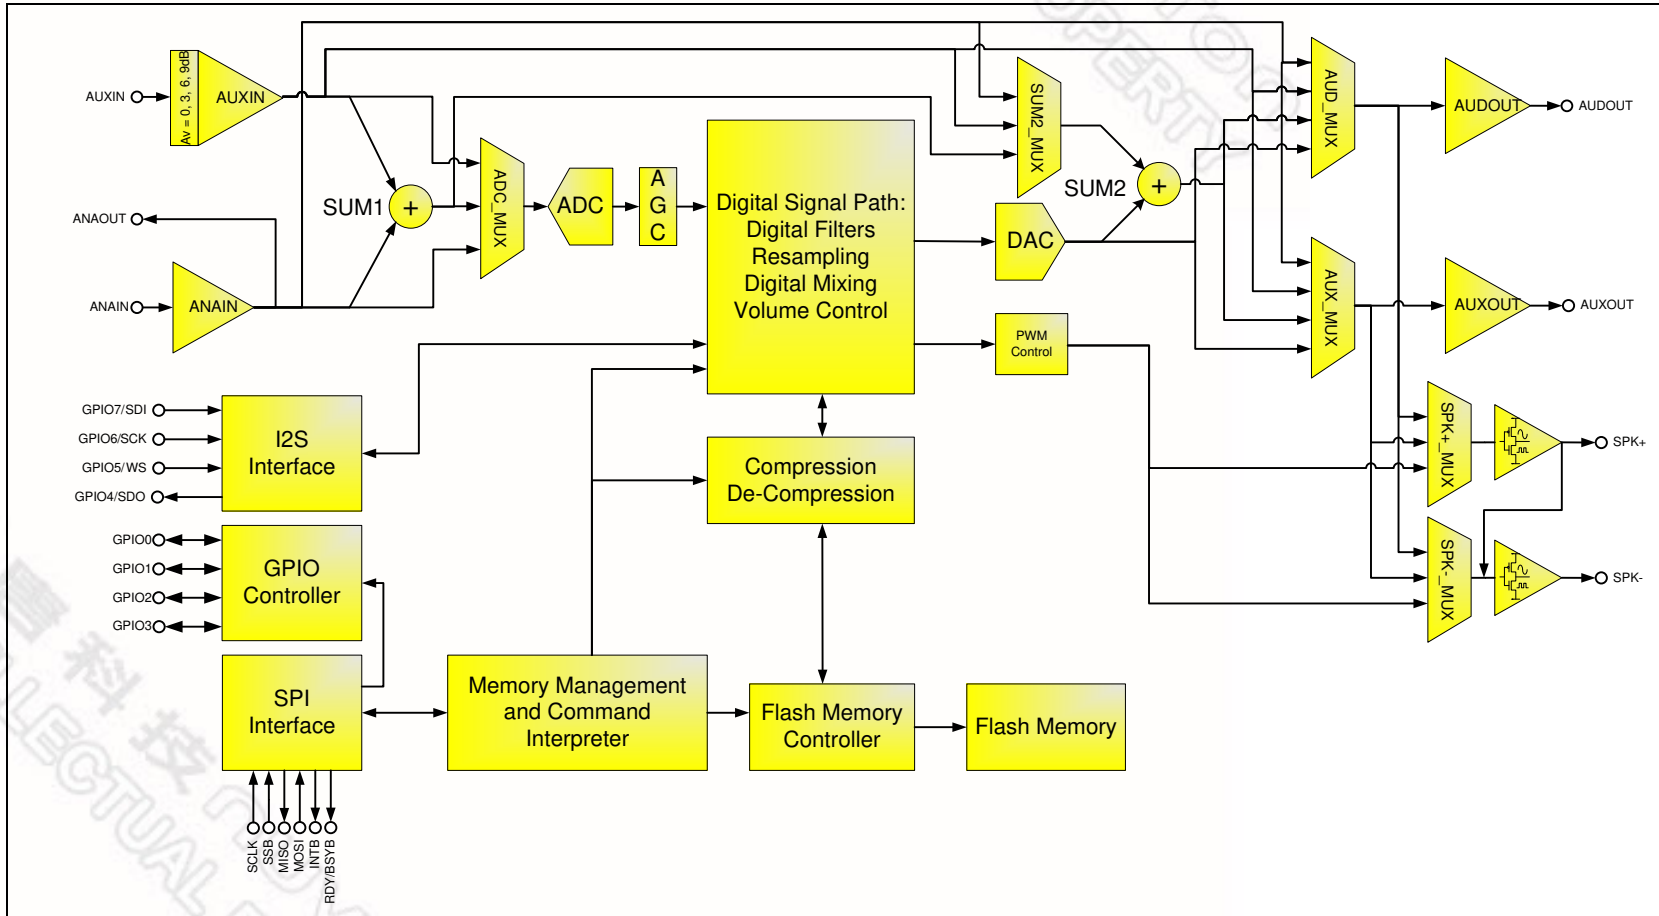 AUXIN
Av = 0, 3, 6, 9dB
AUXIN
ANAOUT
ANAIN
ANAIN
SUM1
+
ADC_MUX
ADC
A
G
C
Digital Signal Path:
Digital Filters
Resampling
Digital Mixing
Volume Control
SUM2_MUX
SUM2
+
DAC
PWM
Control
AUD_MUX
AUDOUT
AUDOUT
AUX_MUX
AUXOUT
AUXOUT
SPK+_MUX
SPK+
SPK-_MUX
SPK-
GPIO7/SDI
GPIO6/SCK
GPIO5/WS
GPIO4/SDO
I2S
Interface
Compression
De-Compression
GPIO0
GPIO1
GPIO2
GPIO3
GPIO
Controller
SPI
Interface
Memory Management
and Command
Interpreter
Flash Memory
Controller
Flash Memory
SCLK
SSB
MISO
MOSI
INTB
RDY/BSYB
科技